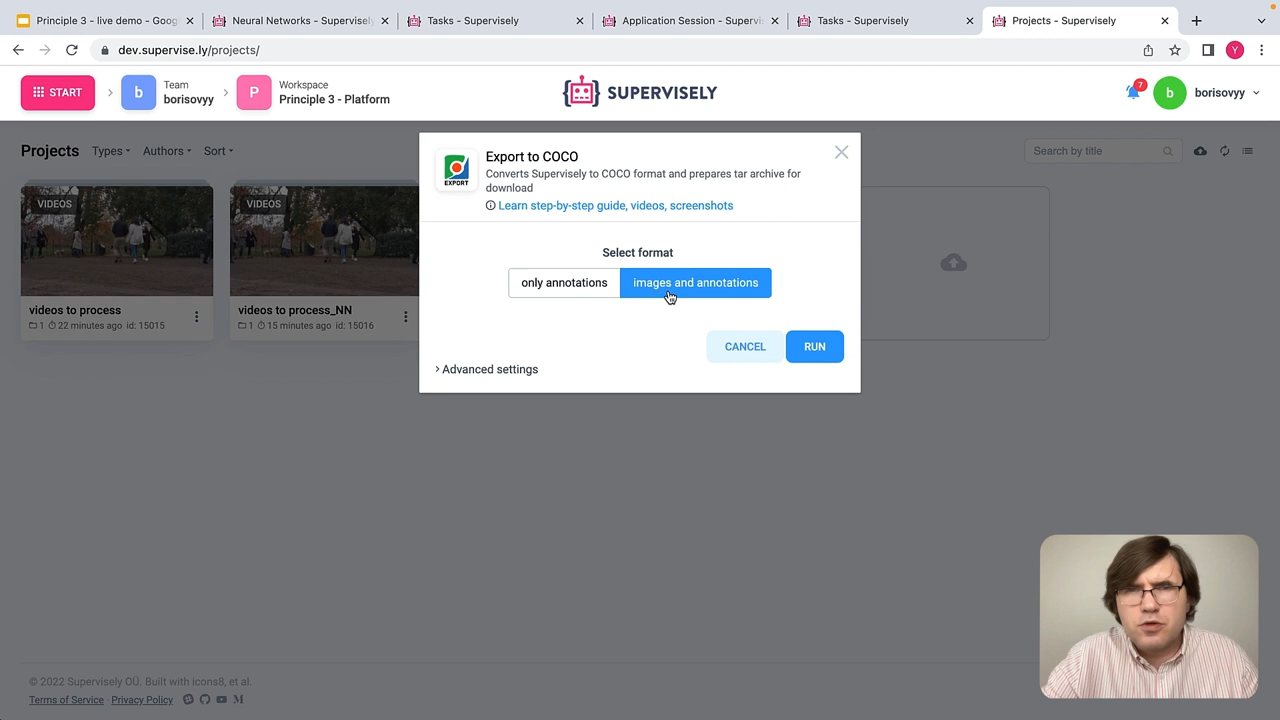 Principle 3 - live demo - Goog
Neural Networks - Supervisely
Tasks - Supervisely
Application Session - Supervi
Tasks - Supervisely
Projects - Supervisely
dev.supervise.ly/projects/
Y
START
b
Team
borisovyy
P
Workspace
Principle 3 - Platform
SUPERVISELY
7
b
borisovyy
Projects
Types
Authors
Sort
Search by title
VIDEOS
VIDEOS
videos to process
1 22 minutes ago id: 15015
videos to process_NN
1 15 minutes ago id: 15016
EXPORT
Export to COCO
Converts Supervisely to COCO format and prepares tar archive for
download
Learn step-by-step guide, videos, screenshots
Select format
only annotations
images and annotations
CANCEL
RUN
Advanced settings
© 2022 Supervisely OÜ. Built with icons8, et al.
Terms of Service · Privacy Policy